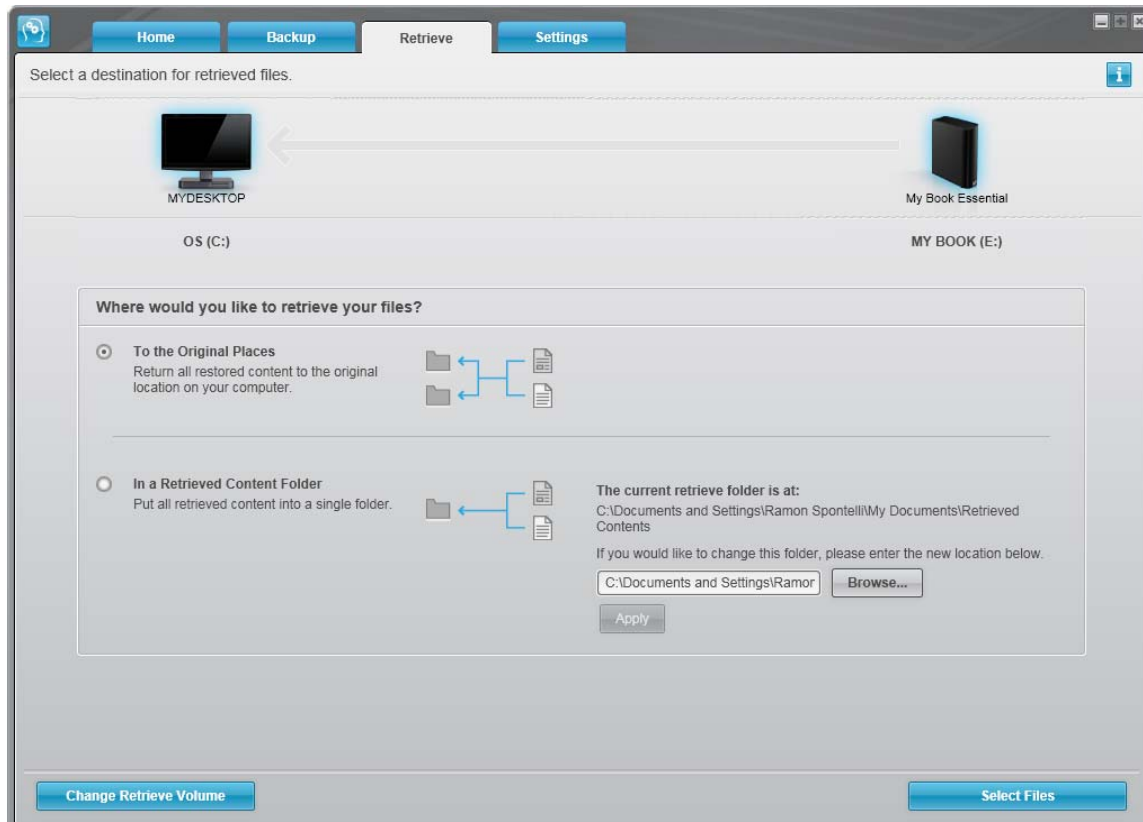 Home Backup Retrieve Settings
Select a destination for retrieved files.
i
MYDESKTOP
My Book Essential
OS (C:)
MY BOOK (E:)
Where would you like to retrieve your files?
To the Original Places
Return all restored content to the original
location on your computer.
In a Retrieved Content Folder
Put all retrieved content into a single folder.
The current retrieve folder is at:
C:\Documents and Settings\Ramon Spontelli\My Documents\Retrieved
Contents
If you would like to change this folder, please enter the new location below.
C:\Documents and Settings\Ramor
Browse...
Apply
Change Retrieve Volume
Select Files